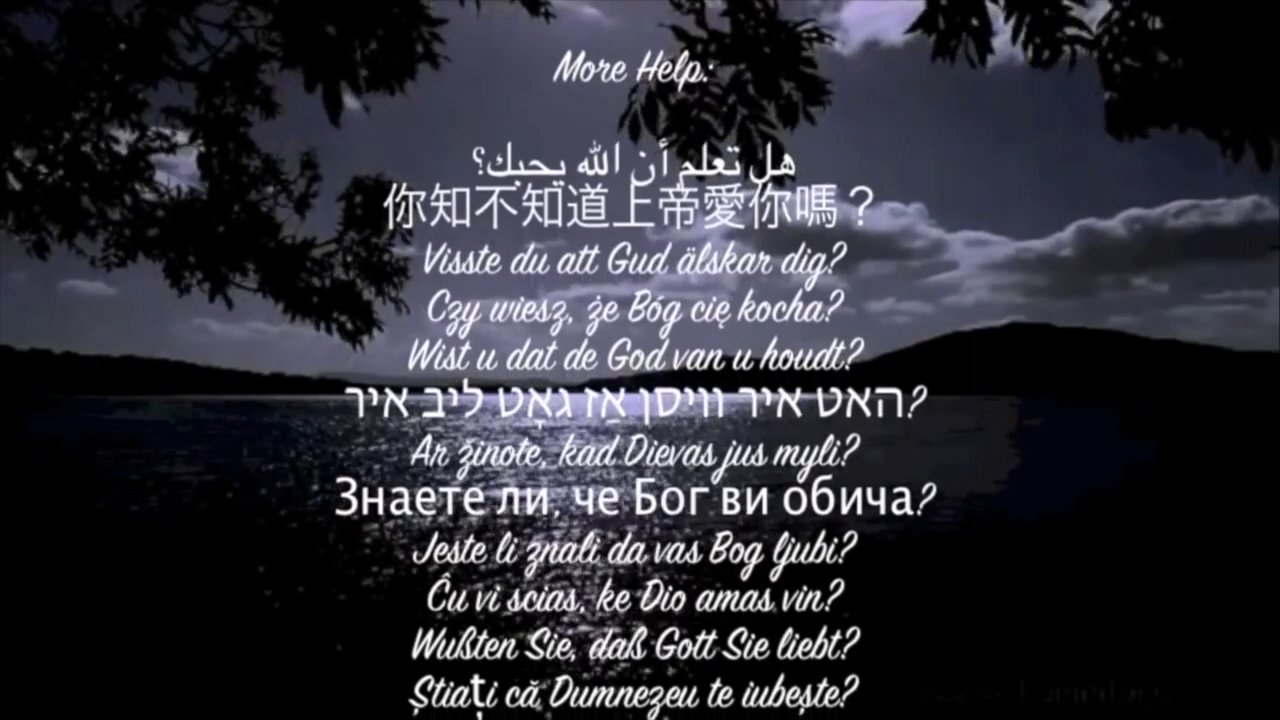 More Help:
هل تعلم أن الله يحبك؟
你知不知道上帝愛你嗎？
Visste du att Gud älskar dig?
Czy wiesz, że Bóg cię kocha?
Wist u dat de God van u houdt?
האט איר וויסן אַז גאָט ליב איר?
Ar žinote, kad Dievas jus myli?
Знаете ли, че Бог ви обича?
Jeste li znali da vas Bog ljubi?
Ĉu vi scias, ke Dio amas vin?
Wußten Sie, daß Gott Sie liebt?
Ștиați că Dumnezeu te iubește?